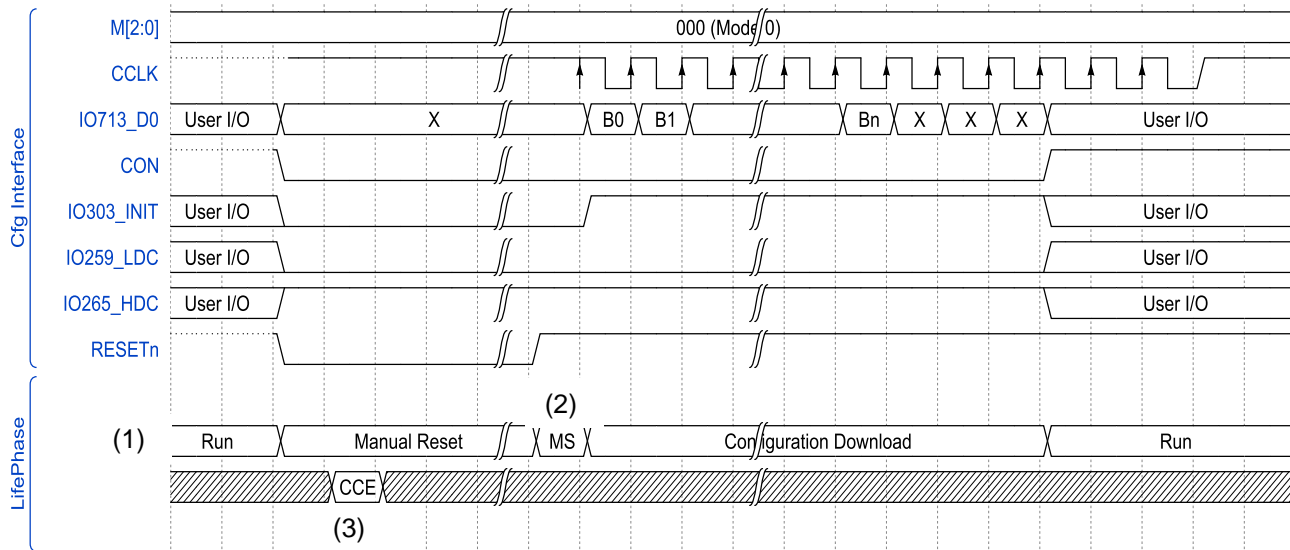 M[2:0] 000 (Mode 0)
CCLK
IO713_D0 User I/O X B0 B1 Bn X X X User I/O
CON
IO303_INIT User I/O User I/O
IO259_LDC User I/O User I/O
IO265_HDC User I/O User I/O
RESETn
Cfg Interface
(2)
(1) Run Manual Reset MS Configuration Download Run
CCE
(3)
LifePhase